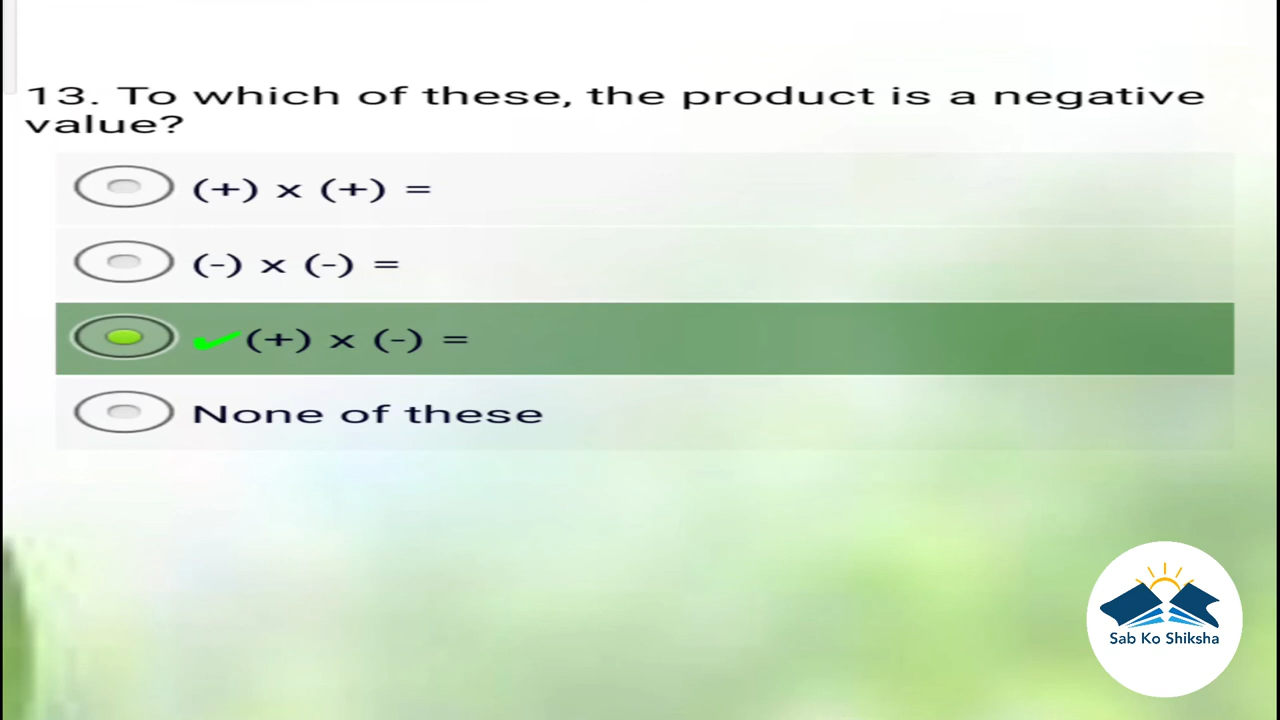 13. To which of these, the product is a negative
value?
(+) x (+) =
(-) x (-) =
✔(+) x (-) =
None of these
Sab Ko Shiksha